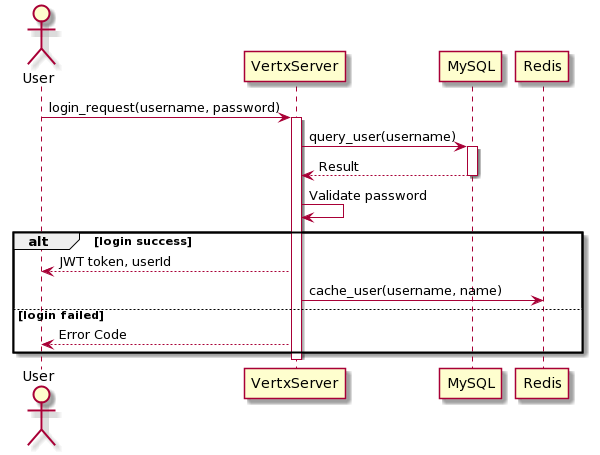 User
VertxServer
MySQL
Redis
login_request(username, password)
query_user(username)
Result
Validate password
alt
[login success]
JWT token, userId
cache_user(username, name)
[login failed]
Error Code
User
VertxServer
MySQL
Redis